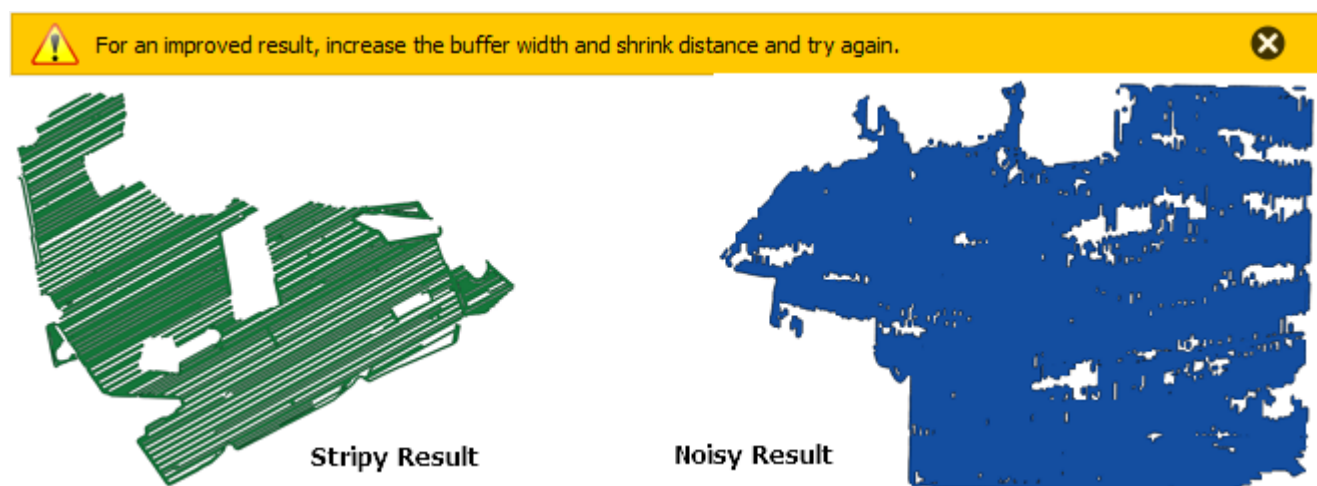 For an improved result, increase the buffer width and shrink distance and try again.
Stripy Result
Noisy Result